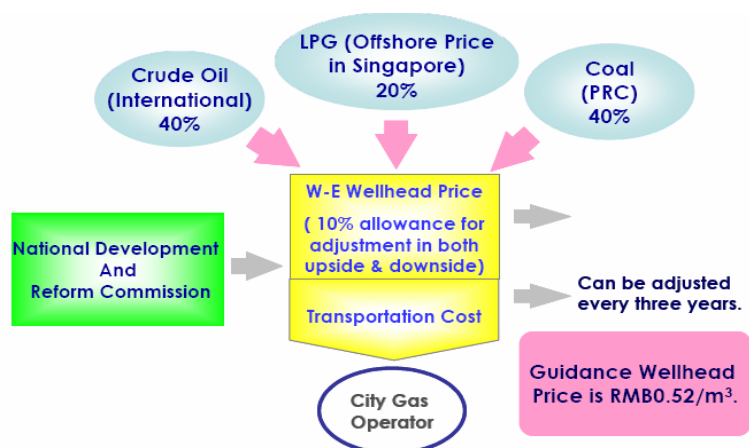 LPG (Offshore Price
in Singapore)
20%
Crude Oil
(International)
40%
Coal
(PRC)
40%
W-E Wellhead Price
( 10% allowance for
adjustment in both
upside & downside)
National Development
And
Reform Commission
Can be adjusted
every three years.
Transportation Cost
Guidance Wellhead
Price is RMB0.52/m³.
City Gas
Operator